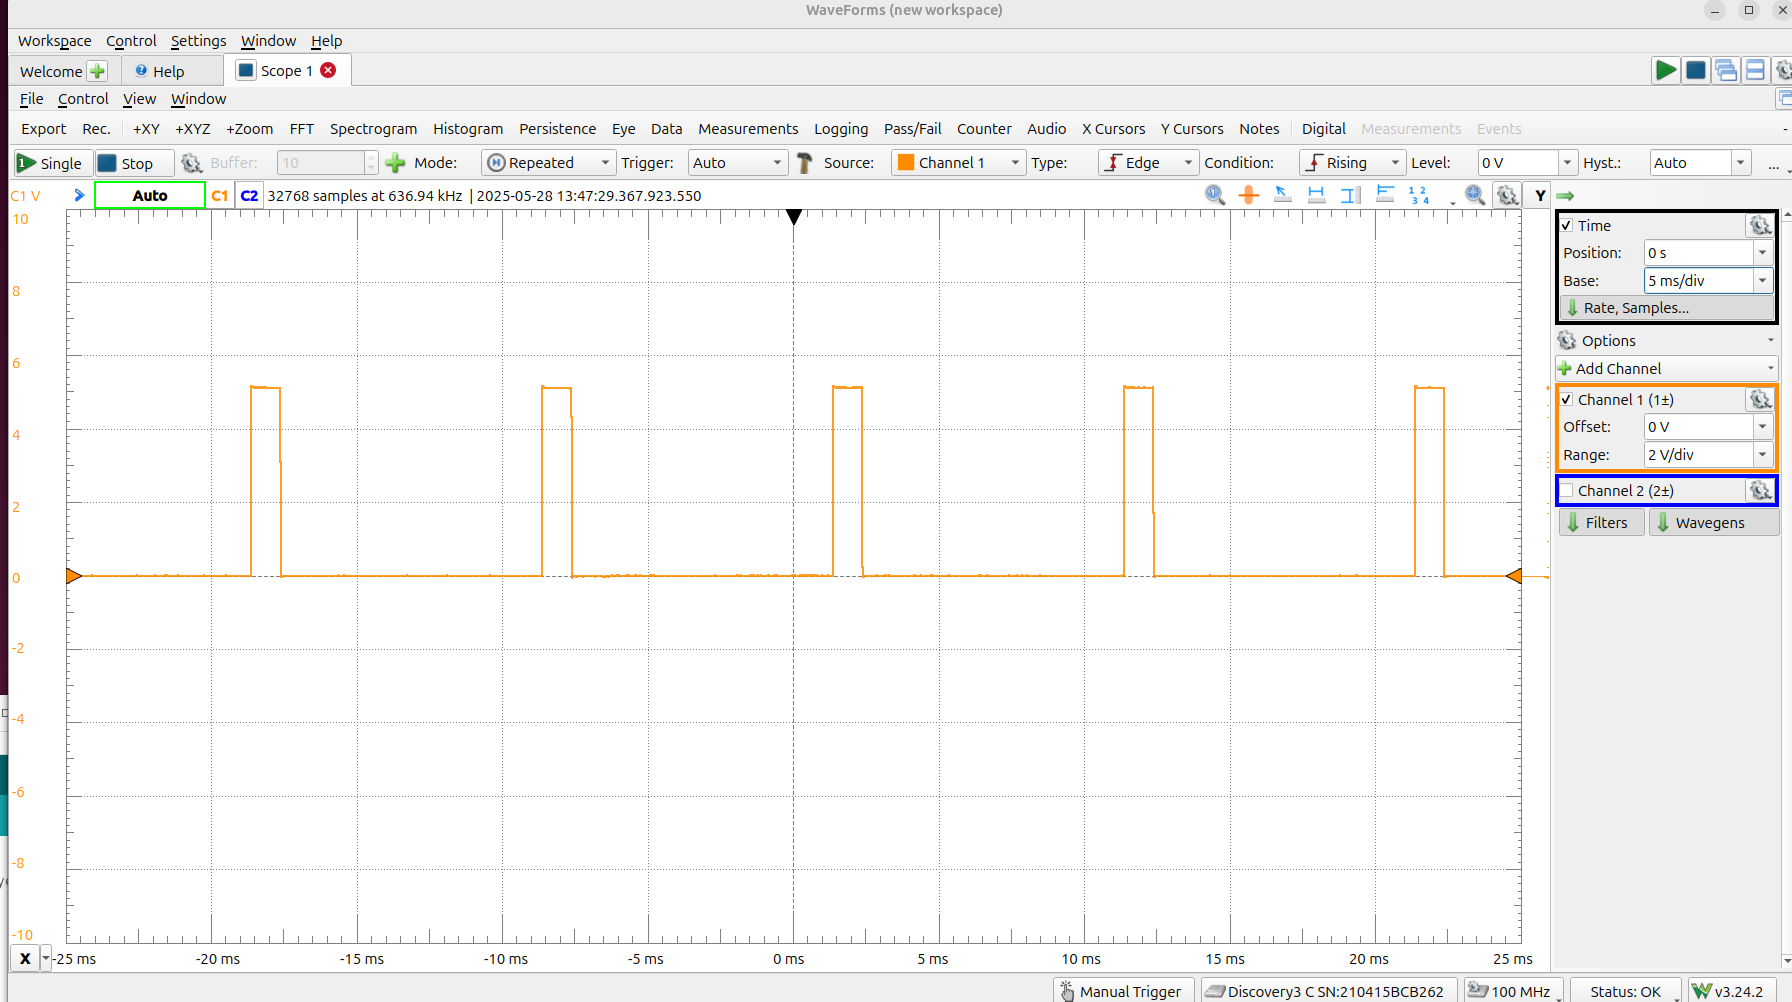 WaveForms (new workspace)
Workspace Control Settings Window Help
Welcome Help Scope 1
File Control View Window
Export Rec. +XY +XYZ +Zoom FFT Spectrogram Histogram Persistence Eye Data Measurements Logging Pass/Fail Counter Audio X Cursors Y Cursors Notes Digital Measurements Events
1 Single Stop Buffer: 10 Mode: Repeated Trigger: Auto Source: Channel 1 Type: Edge Condition: Rising Level: 0 V Hyst.: Auto ...
C1 V Auto C1 C2 32768 samples at 636.94 kHz | 2025-05-28 13:47:29.367.923.550 Y
10
8
6
4
2
0
-2
-4
-6
-8
-10
X -25 ms -20 ms -15 ms -10 ms -5 ms 0 ms 5 ms 10 ms 15 ms 20 ms 25 ms
Time
Position: 0 s
Base: 5 ms/div
Rate, Samples...
Options
Add Channel
Channel 1 (1±)
Offset: 0 V
Range: 2 V/div
Channel 2 (2±)
Filters Wavegens
Manual Trigger Discovery3 C SN:210415BCB262 100 MHz Status: OK v3.24.2